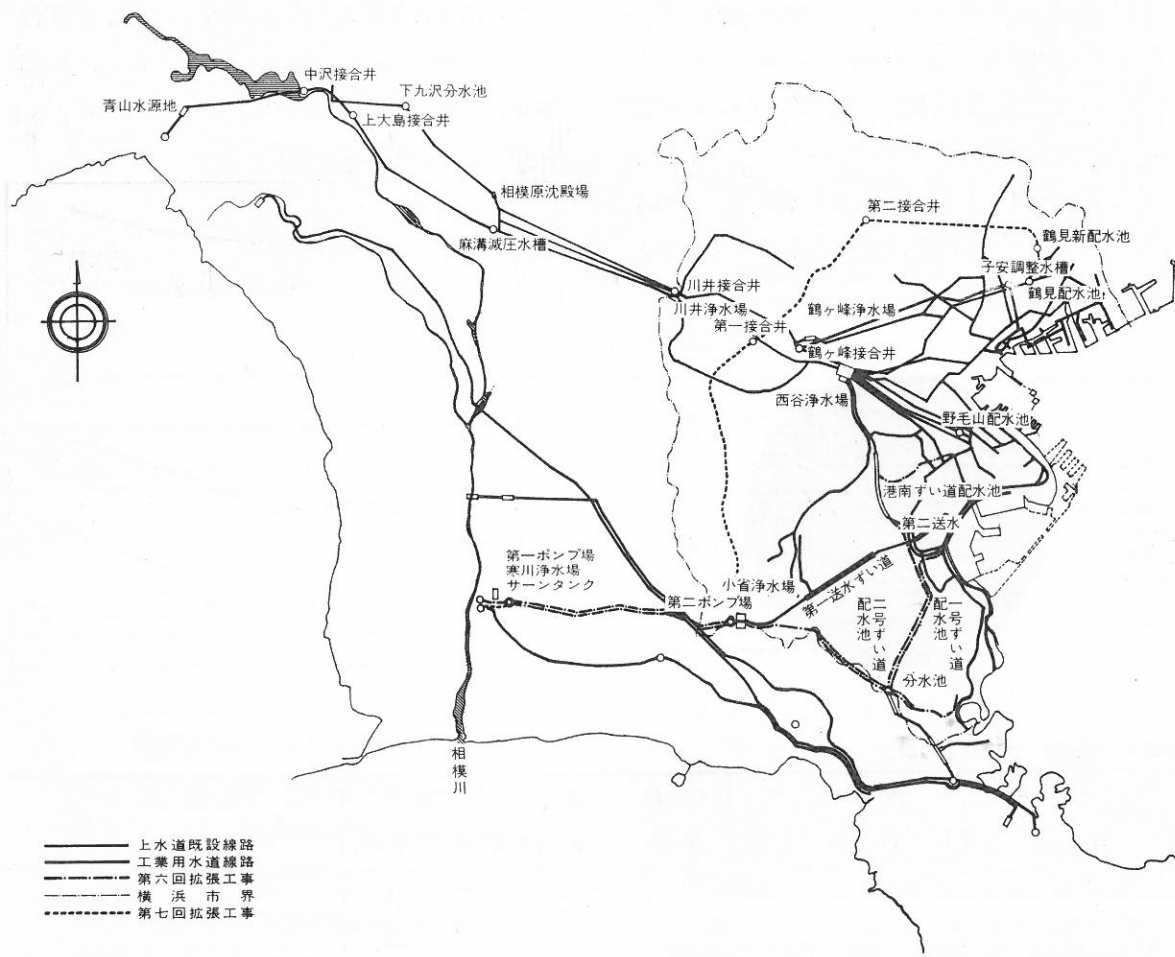 中沢接合井
下九沢分水池
青山水源地
上大島接合井
相模原沈殿場
麻溝減圧水槽
第二接合井
鶴見新配水池
子安調整水槽
鶴見配水池
川井接合井
川井浄水場
鶴ヶ峰浄水場
第一接合井
鶴ヶ峰接合井
西谷浄水場
野毛山配水池
港南ずい道配水池
第二送水
第一ポンプ場
寒川浄水場
サーンタンク
小省浄水場
第二ポンプ場
第一送水ずい道
二号ずい道
配水池
一号ずい道
配水池
分水池
相模川
上水道既設線路
工業用水道線路
第六回拡張工事
横浜市界
第七回拡張工事